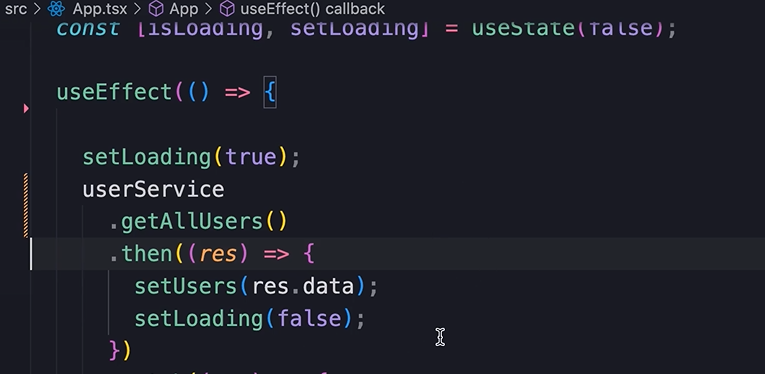 src > App.tsx > App > useEffect() callback
const [isLoading, setLoading] = useState(false);
useEffect(() => {
setLoading(true);
userService
.getAllUsers()
.then((res) => {
setUsers(res.data);
setLoading(false);
})